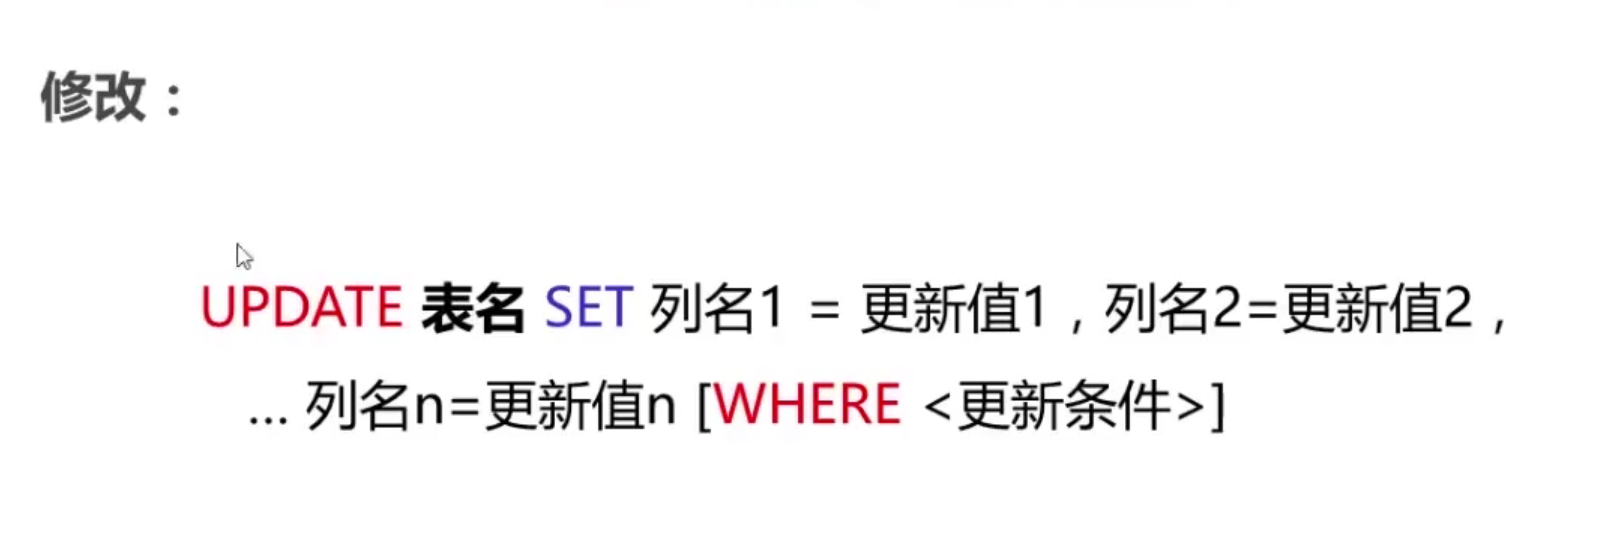 修改：
UPDATE 表名 SET 列名1 = 更新值1，列名2=更新值2，
... 列名n=更新值n [WHERE <更新条件>]